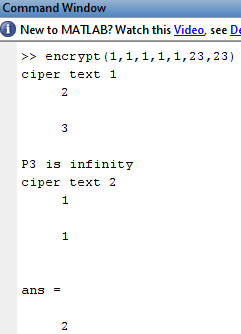 Command Window
New to MATLAB? Watch this Video, see De
>> encrypt(1,1,1,1,1,23,23)
ciper text 1
2
3
P3 is infinity
ciper text 2
1
1
ans =
2